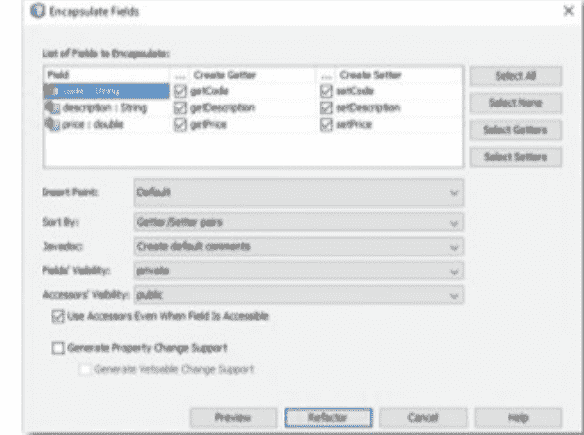 Encapsulate Fields
List of Fields to Encapsulate:
Field ... Create Getter ... Create Setter
code : String getCode setCode
description : String getDescription setDescription
price : double getPrice setPrice
Select All
Select None
Select Getters
Select Setters
Insert Point: Default
Sort By: Getter/Setter pairs
Javadoc: Create default comments
Fields' Visibility: private
Accessors' Visibility: public
Use Accessors Even When Field Is Accessible
Generate Property Change Support
Generate Vetoable Change Support
Preview Refactor Cancel Help